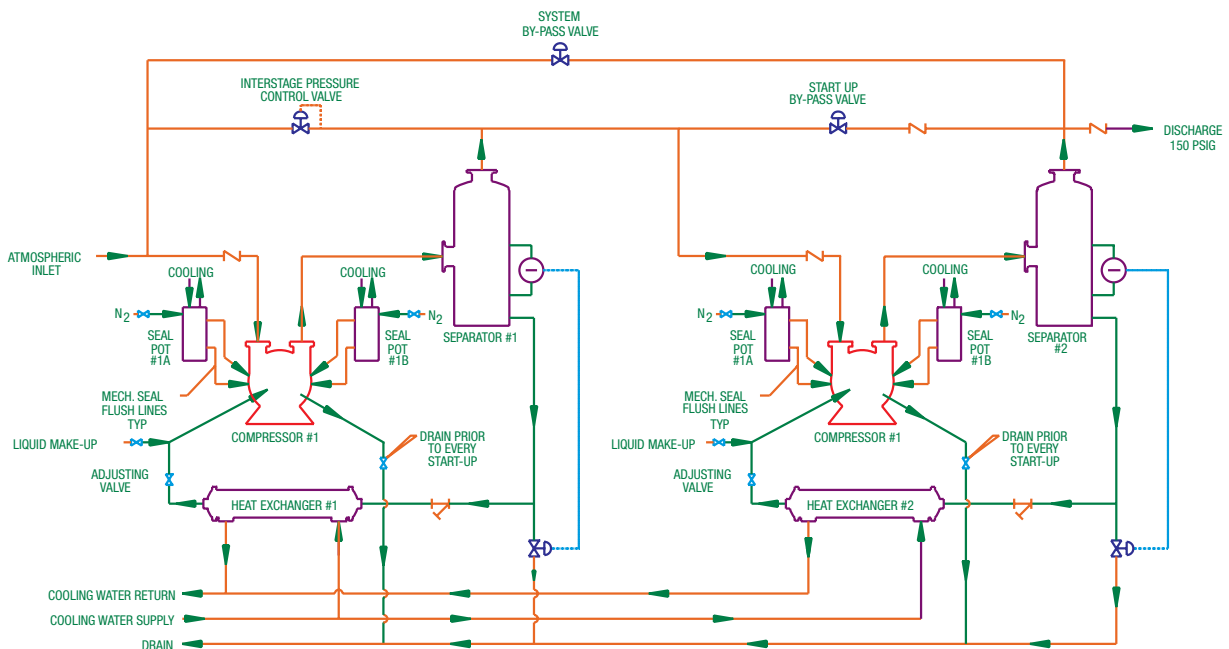 SYSTEM
BY-PASS VALVE
INTERSTAGE PRESSURE
CONTROL VALVE
START UP
BY-PASS VALVE
DISCHARGE
150 PSIG
ATMOSPHERIC
INLET
COOLING
COOLING
N2
N2
SEAL
POT
#1A
SEAL
POT
#1B
SEPARATOR #1
MECH. SEAL
FLUSH LINES
TYP
COMPRESSOR #1
LIQUID MAKE-UP
DRAIN PRIOR
TO EVERY
START-UP
ADJUSTING
VALVE
HEAT EXCHANGER #1
COOLING
COOLING
N2
N2
SEAL
POT
#1A
SEAL
POT
#1B
SEPARATOR
#2
MECH. SEAL
FLUSH LINES
TYP
COMPRESSOR #1
LIQUID MAKE-UP
DRAIN PRIOR
TO EVERY
START-UP
ADJUSTING
VALVE
HEAT EXCHANGER #2
COOLING WATER RETURN
COOLING WATER SUPPLY
DRAIN